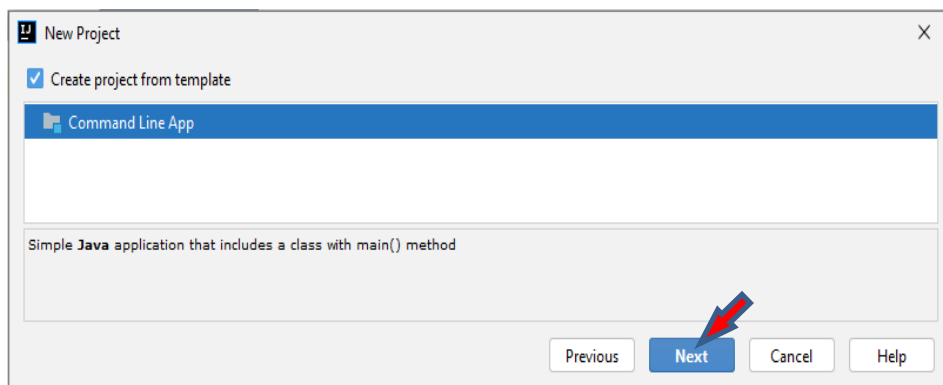 New Project
Create project from template
Command Line App
Simple Java application that includes a class with main() method
Previous Next Cancel Help